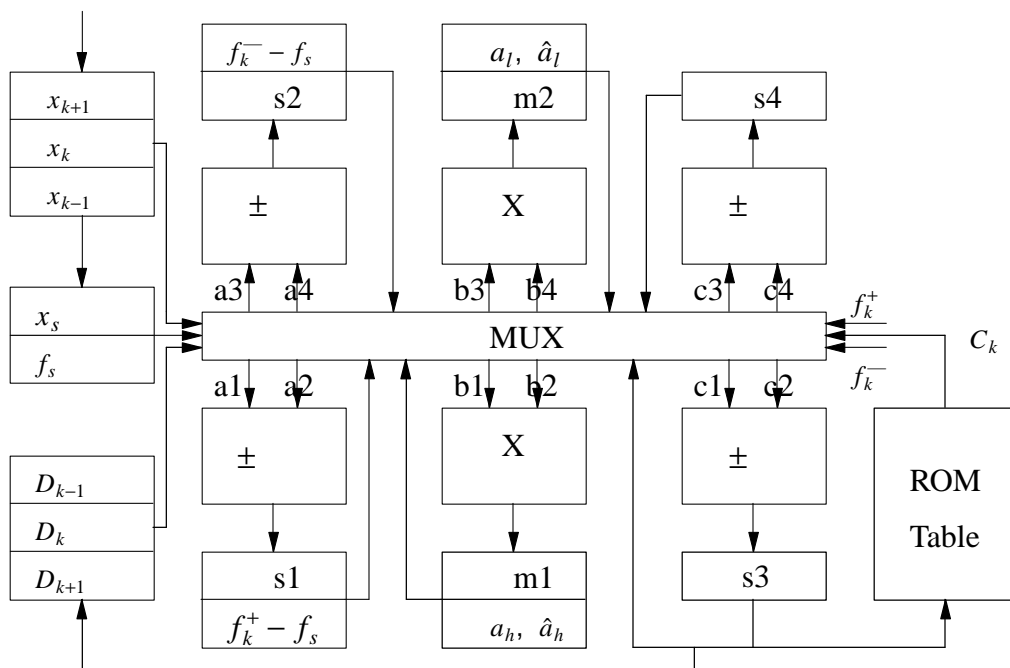 x_{k+1}
x_k
x_{k−1}
x_s
f_s
D_{k−1}
D_k
D_{k+1}
f_k^— − f_s
s2
±
a3 a4
a_l, â_l
m2
X
b3 b4
s4
±
c3 c4
MUX
f_k^+
C_k
f_k^—
a1 a2
±
s1
f_k^+ − f_s
b1 b2
X
m1
a_h, â_h
c1 c2
±
s3
ROM
Table